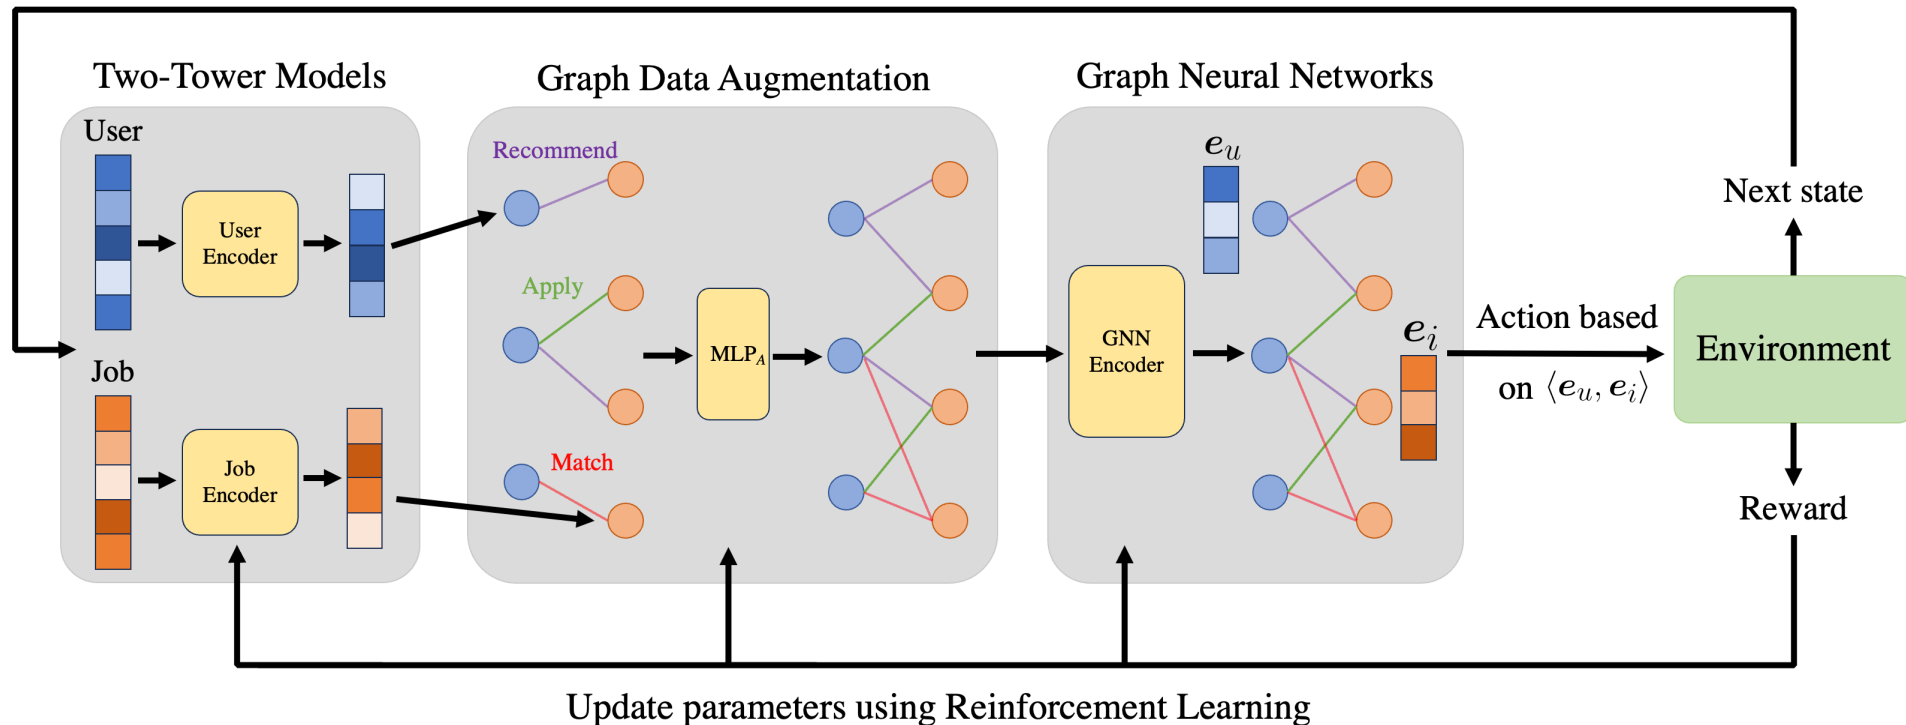 Two-Tower Models
Graph Data Augmentation
Graph Neural Networks
User
User
Encoder
Job
Job
Encoder
Recommend
Apply
Match
MLP_A
GNN
Encoder
e_u
e_i
Action based
on ⟨e_u, e_i⟩
Environment
Next state
Reward
Update parameters using Reinforcement Learning